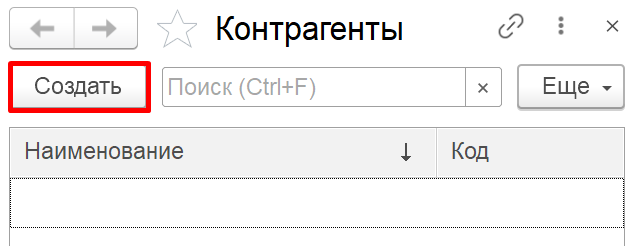 Контрагенты
Создать Поиск (Ctrl+F) × Еще
Наименование ↓ Код